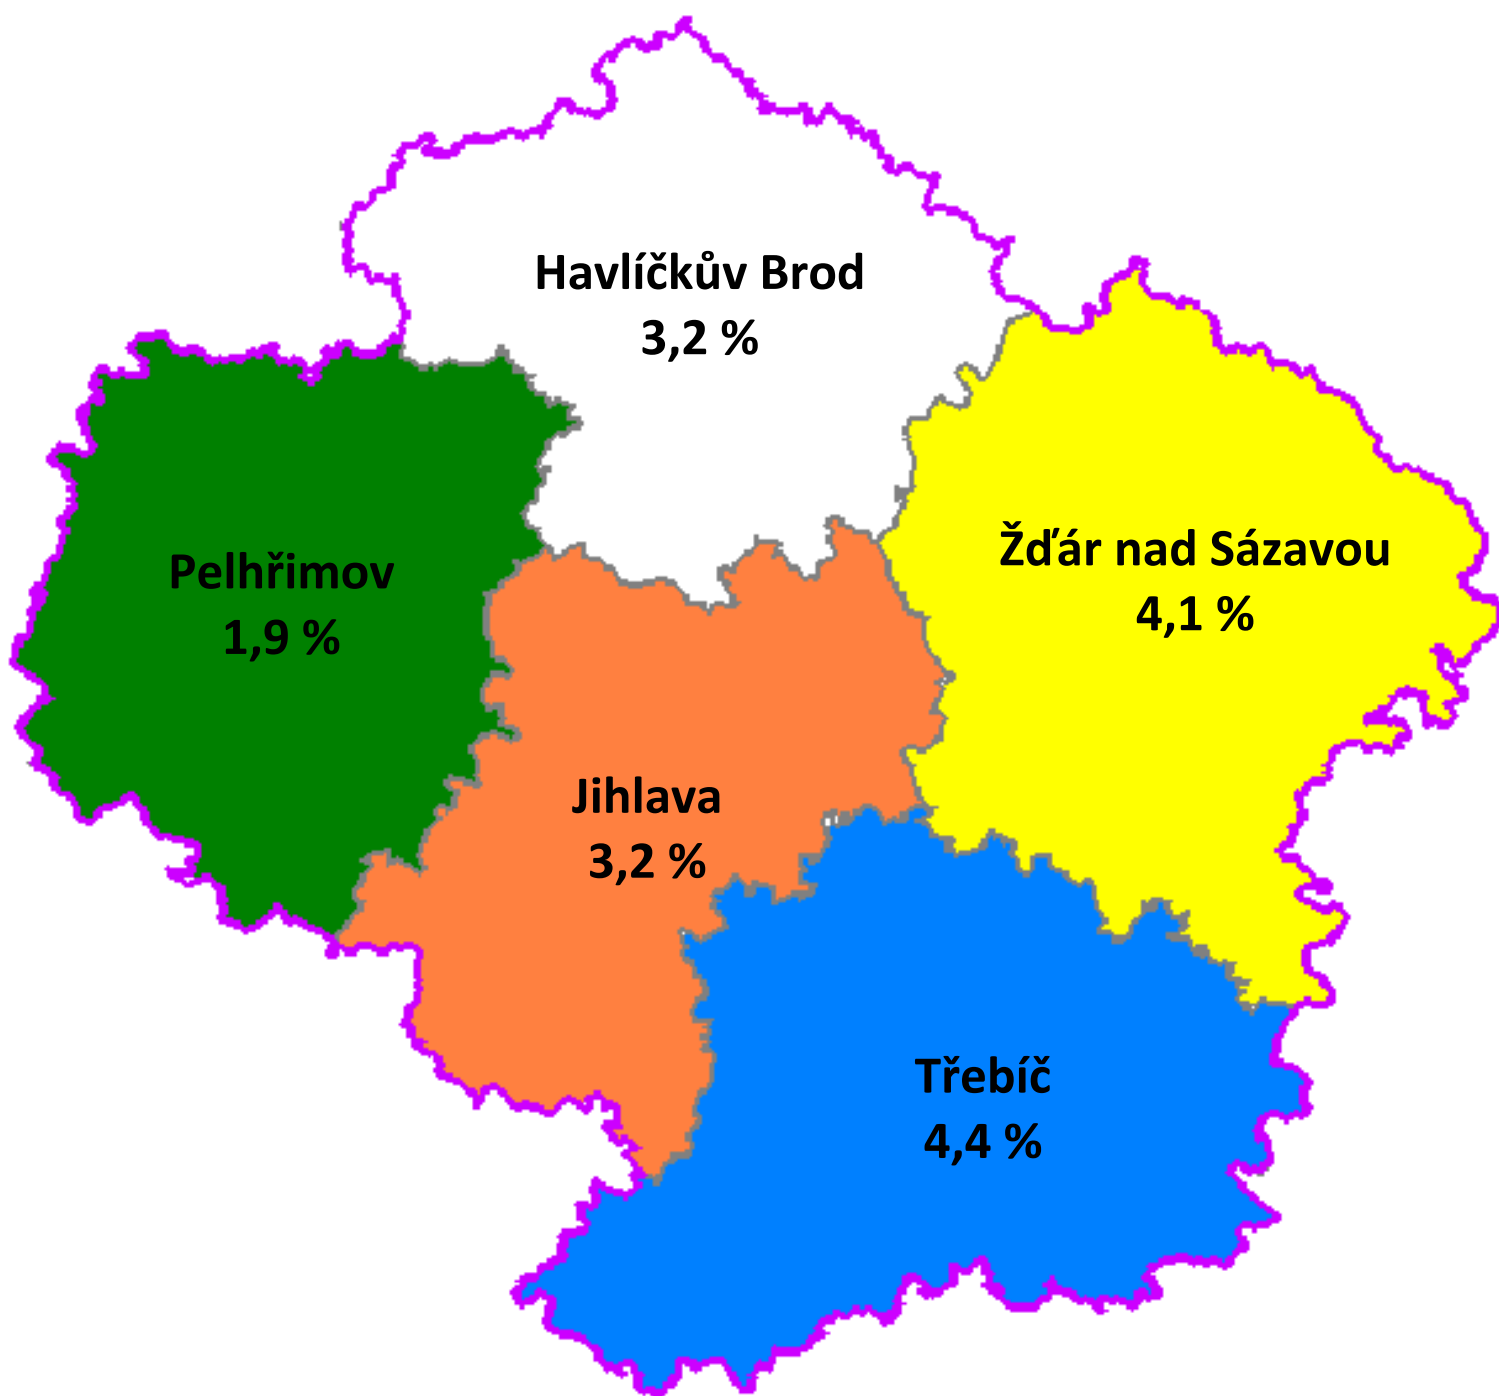 Havlíčkův Brod
3,2 %
Žďár nad Sázavou
4,1 %
Pelhřimov
1,9 %
Jihlava
3,2 %
Třebíč
4,4 %